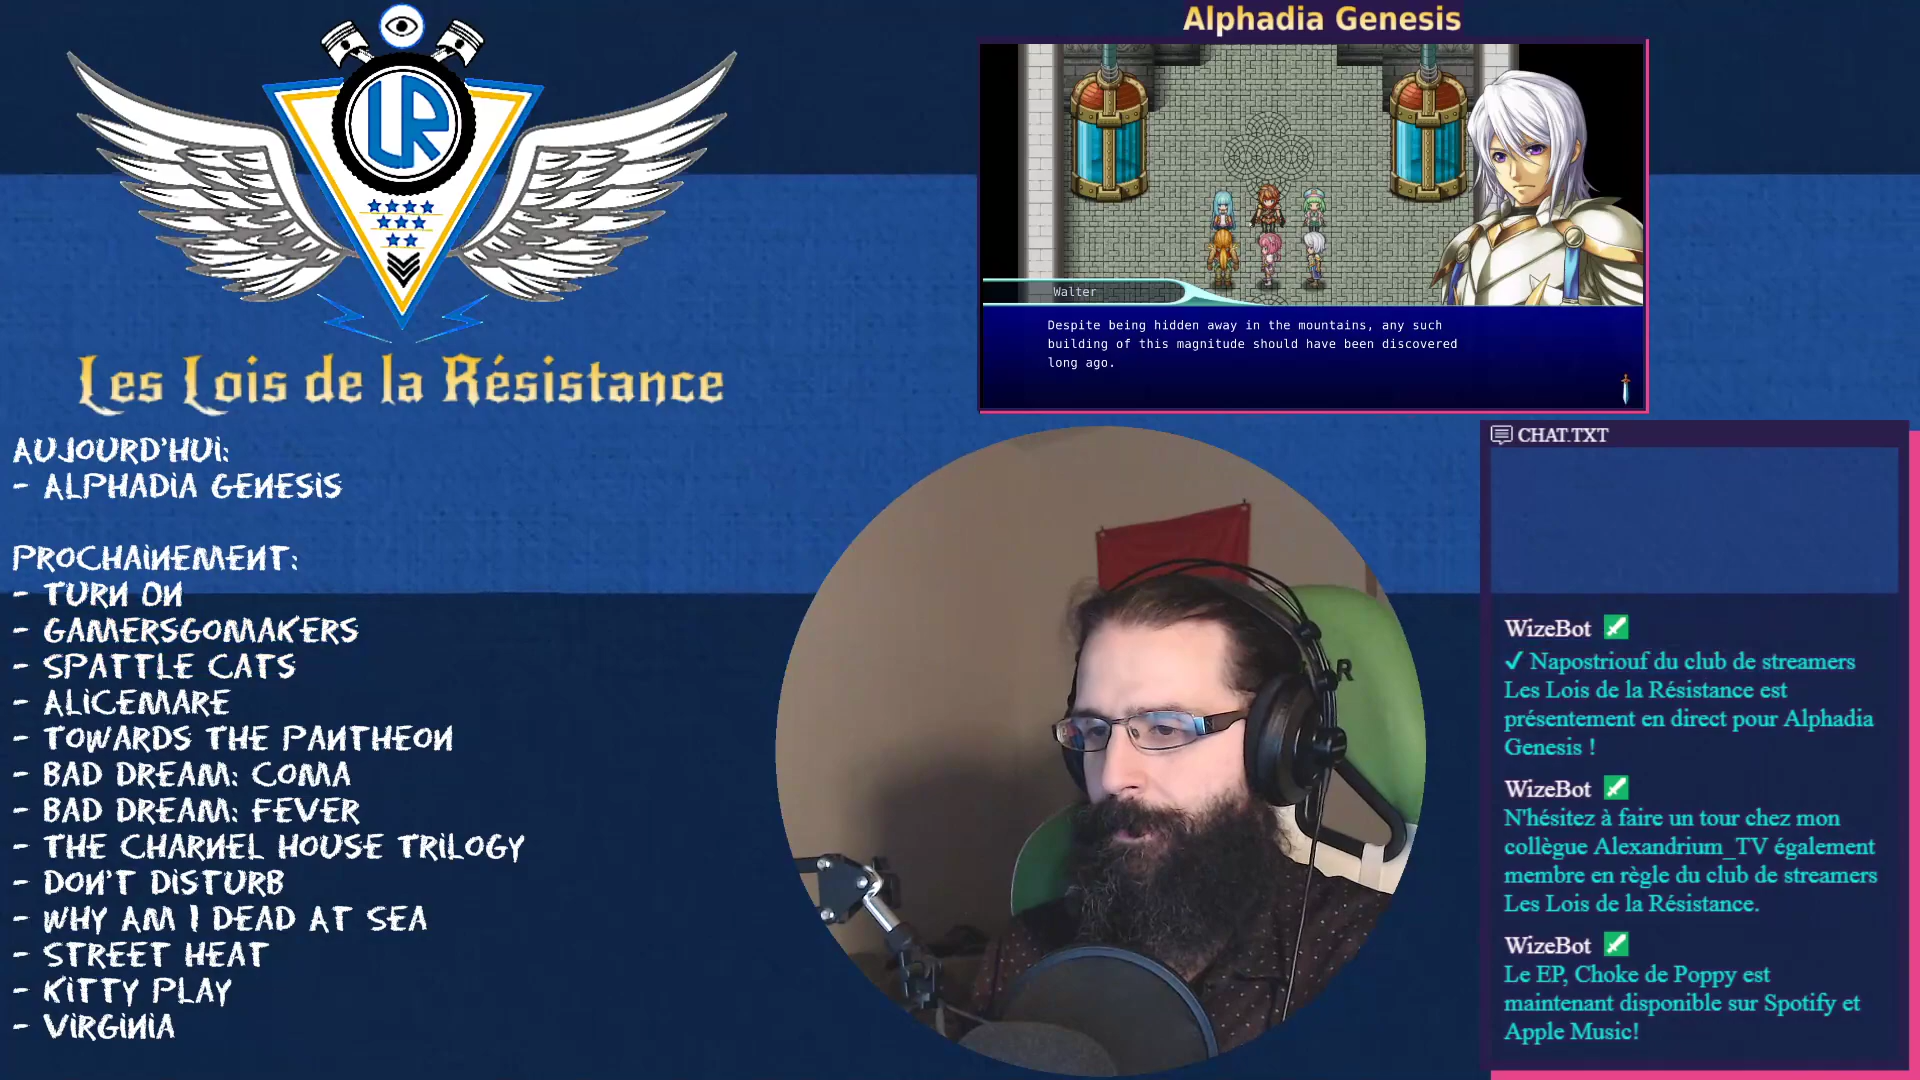 LR
Les Lois de la Résistance
AUJOURD'HUI:
- ALPHADIA GENESIS
PROCHAINEMENT:
- TURN ON
- GAMERSGOMAKERS
- SPATTLE CATS
- ALICEMARE
- TOWARDS THE PANTHEON
- BAD DREAM: COMA
- BAD DREAM: FEVER
- THE CHARNEL HOUSE TRILOGY
- DON'T DISTURB
- WHY AM I DEAD AT SEA
- STREET HEAT
- KITTY PLAY
- VIRGINIA
Alphadia Genesis
Walter
Despite being hidden away in the mountains, any such
building of this magnitude should have been discovered
long ago.
R
CHAT.TXT
WizeBot
✓ Napostriouf du club de streamers
Les Lois de la Résistance est
présentement en direct pour Alphadia
Genesis !
WizeBot
N'hésitez à faire un tour chez mon
collègue Alexandrium_TV également
membre en règle du club de streamers
Les Lois de la Résistance.
WizeBot
Le EP, Choke de Poppy est
maintenant disponible sur Spotify et
Apple Music!